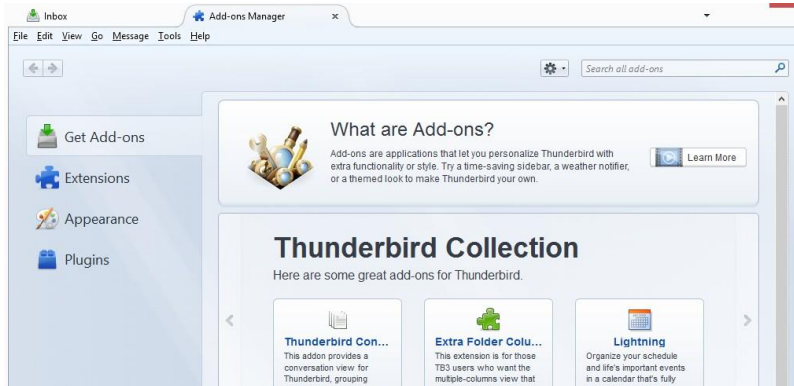 Inbox
Add-ons Manager
File Edit View Go Message Tools Help
Search all add-ons
Get Add-ons
Extensions
Appearance
Plugins
What are Add-ons?
Add-ons are applications that let you personalize Thunderbird with
extra functionality or style. Try a time-saving sidebar, a weather notifier,
or a themed look to make Thunderbird your own.
Learn More
Thunderbird Collection
Here are some great add-ons for Thunderbird.
Thunderbird Con...
This addon provides a
conversation view for
Thunderbird, grouping
Extra Folder Colu...
This extension is for those
TB3 users who want the
multiple-columns view that
Lightning
Organize your schedule
and life's important events
in a calendar that's fully